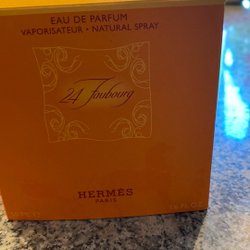 EAU DE PARFUM
VAPORISATEUR • NATURAL SPRAY
24 Faubourg
HERMÈS
PARIS